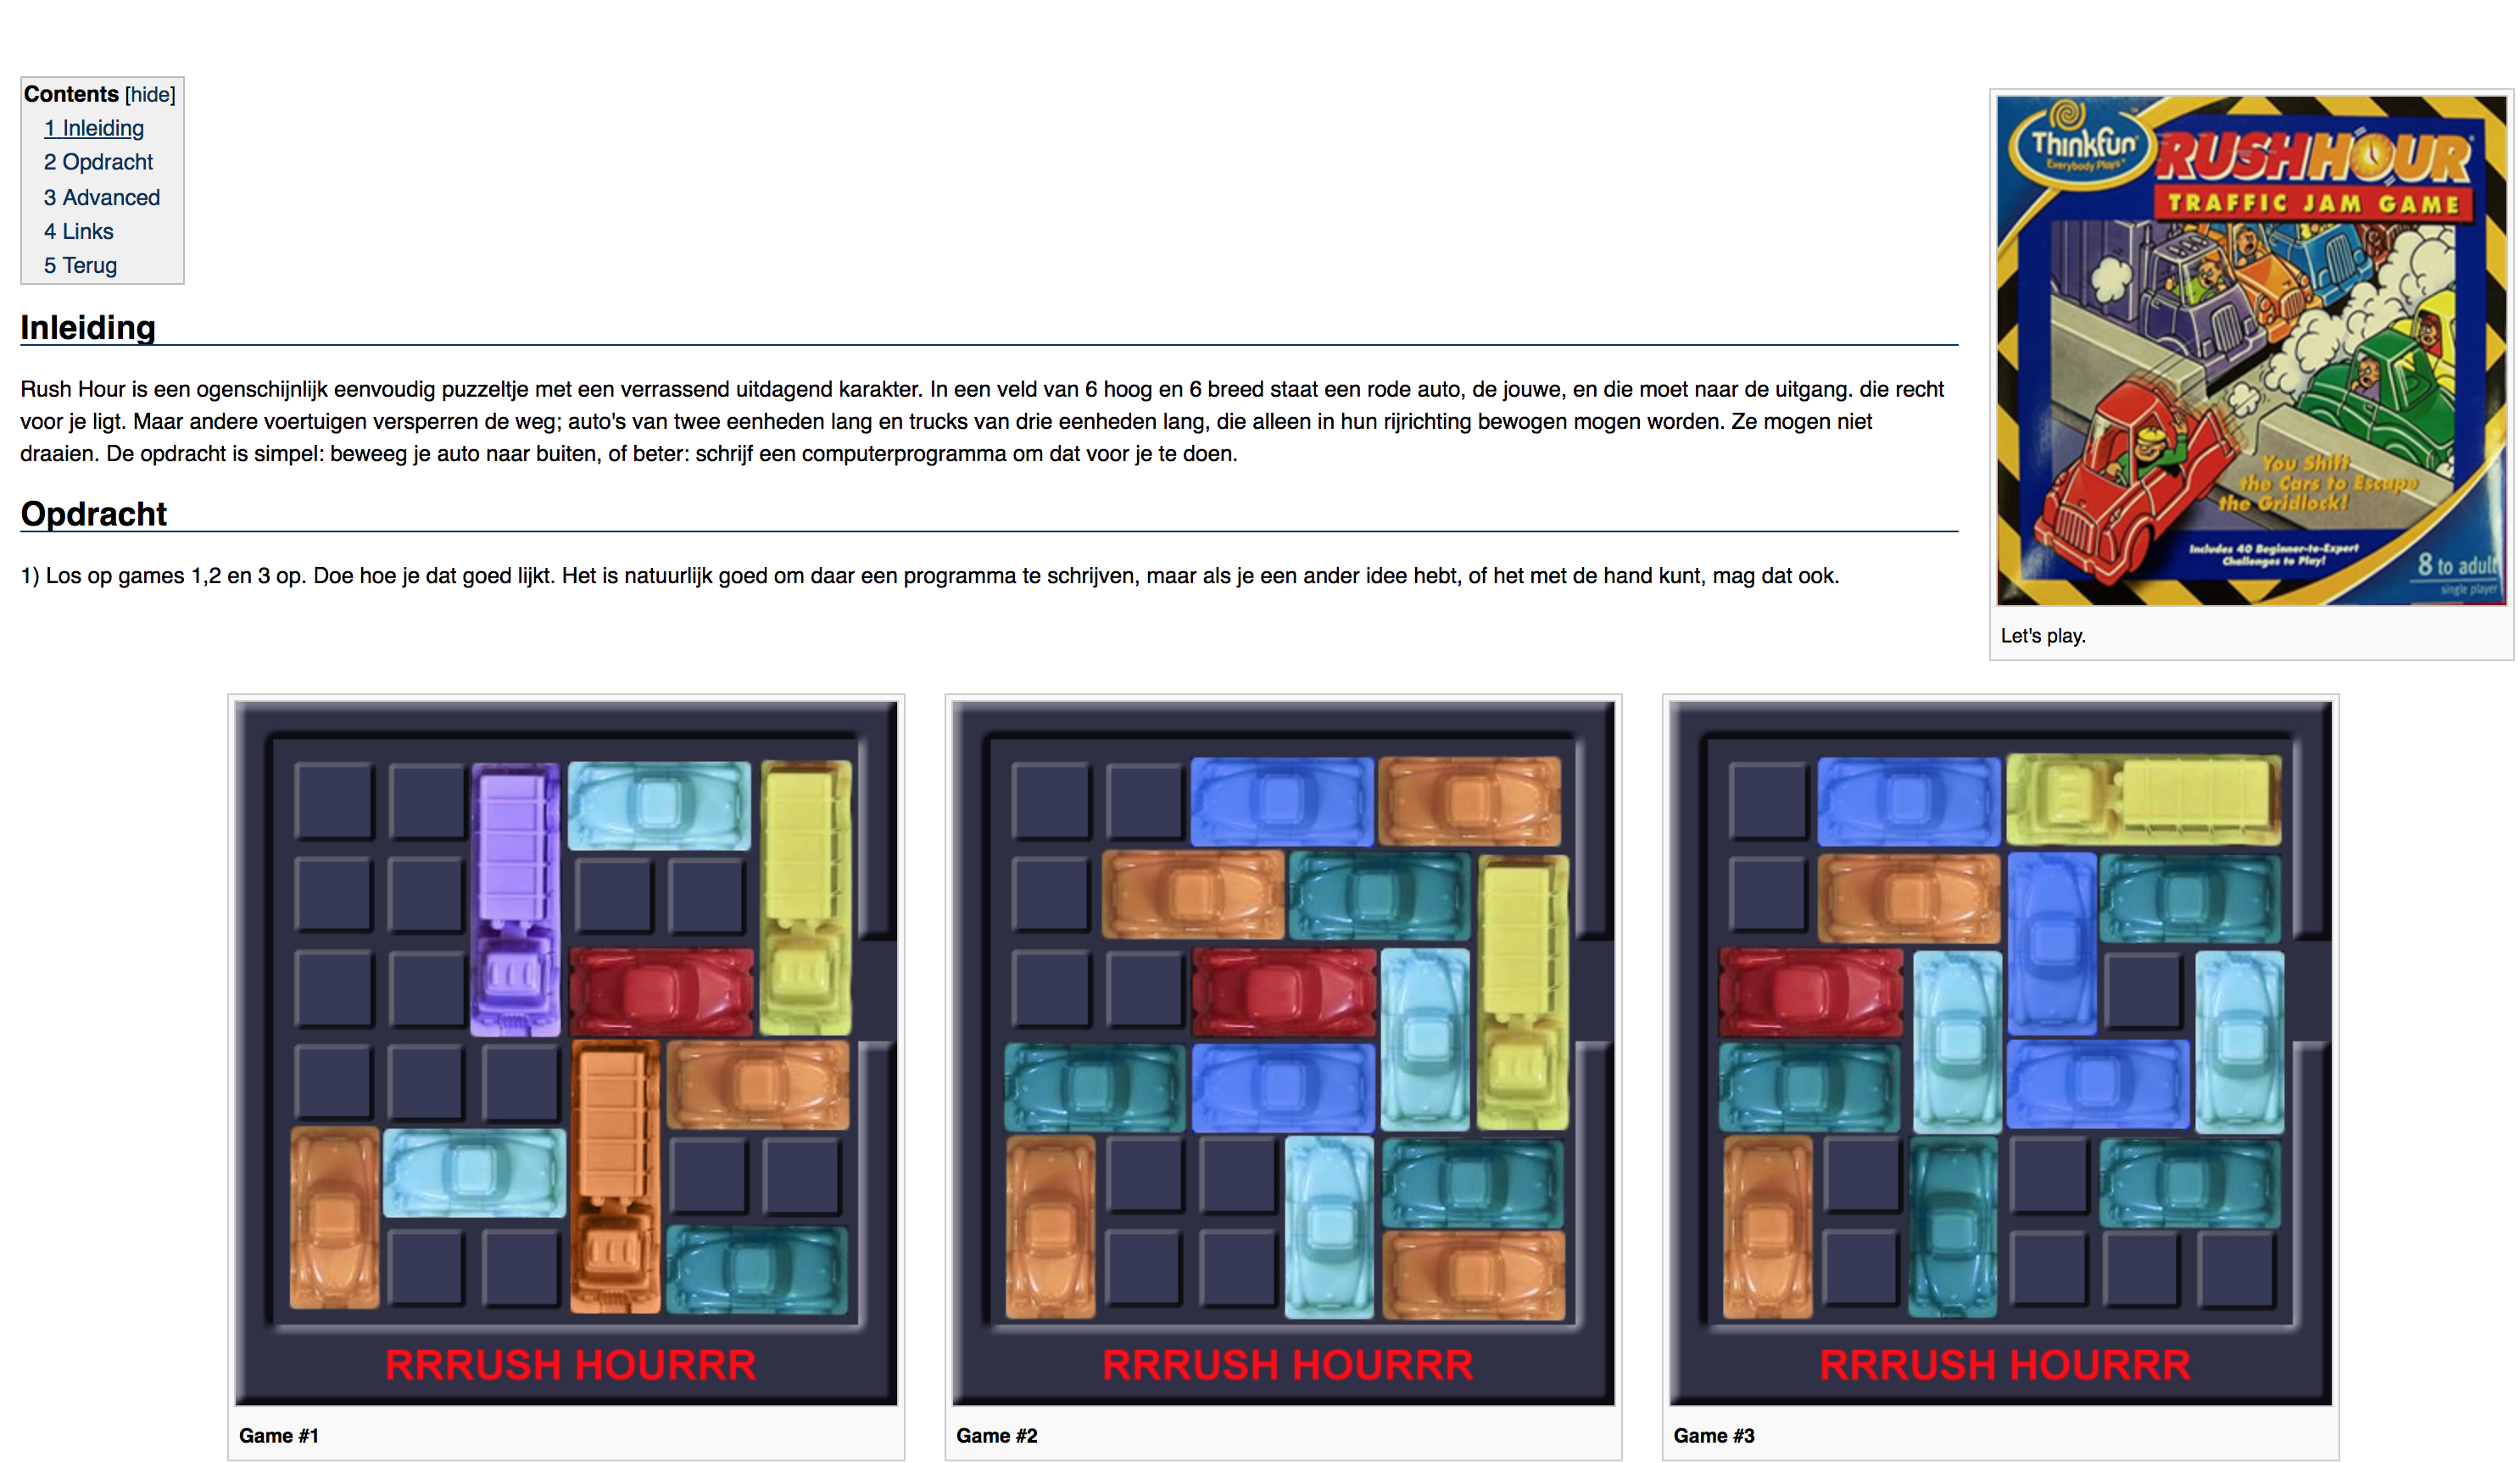 Contents [hide]
1 Inleiding
2 Opdracht
3 Advanced
4 Links
5 Terug
Inleiding
Rush Hour is een ogenschijnlijk eenvoudig puzzeltje met een verrassend uitdagend karakter. In een veld van 6 hoog en 6 breed staat een rode auto, de jouwe, en die moet naar de uitgang. die recht
voor je ligt. Maar andere voertuigen versperren de weg; auto's van twee eenheden lang en trucks van drie eenheden lang, die alleen in hun rijrichting bewogen mogen worden. Ze mogen niet
draaien. De opdracht is simpel: beweeg je auto naar buiten, of beter: schrijf een computerprogramma om dat voor je te doen.
Opdracht
1) Los op games 1,2 en 3 op. Doe hoe je dat goed lijkt. Het is natuurlijk goed om daar een programma te schrijven, maar als je een ander idee hebt, of het met de hand kunt, mag dat ook.
ThinkFun
Everybody Plays
RUSH HOUR
TRAFFIC JAM GAME
You Shift
the Cars to Escape
the Gridlock!
Includes 40 Beginner-to-Expert
Challenges to Play!
8 to adult
single player
Let's play.
RRRUSH HOURRR
Game #1
RRRUSH HOURRR
Game #2
RRRUSH HOURRR
Game #3